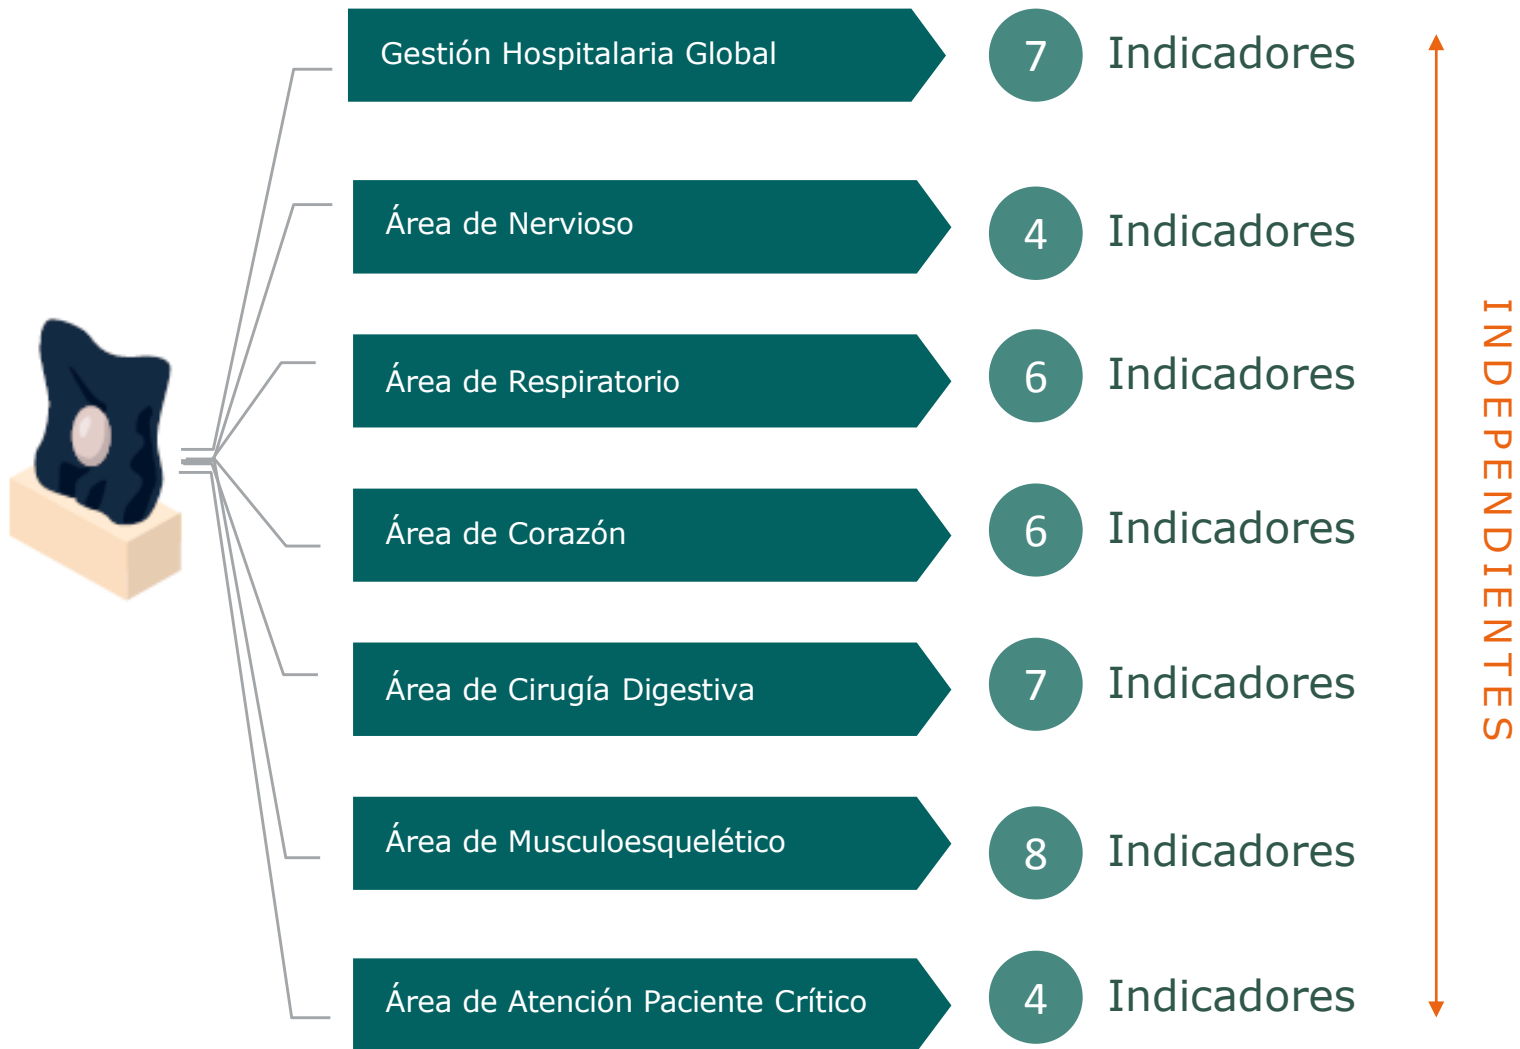 Gestión Hospitalaria Global 7 Indicadores
Área de Nervioso 4 Indicadores
Área de Respiratorio 6 Indicadores
Área de Corazón 6 Indicadores
Área de Cirugía Digestiva 7 Indicadores
Área de Musculoesquelético 8 Indicadores
Área de Atención Paciente Crítico 4 Indicadores
INDEPENDIENTES